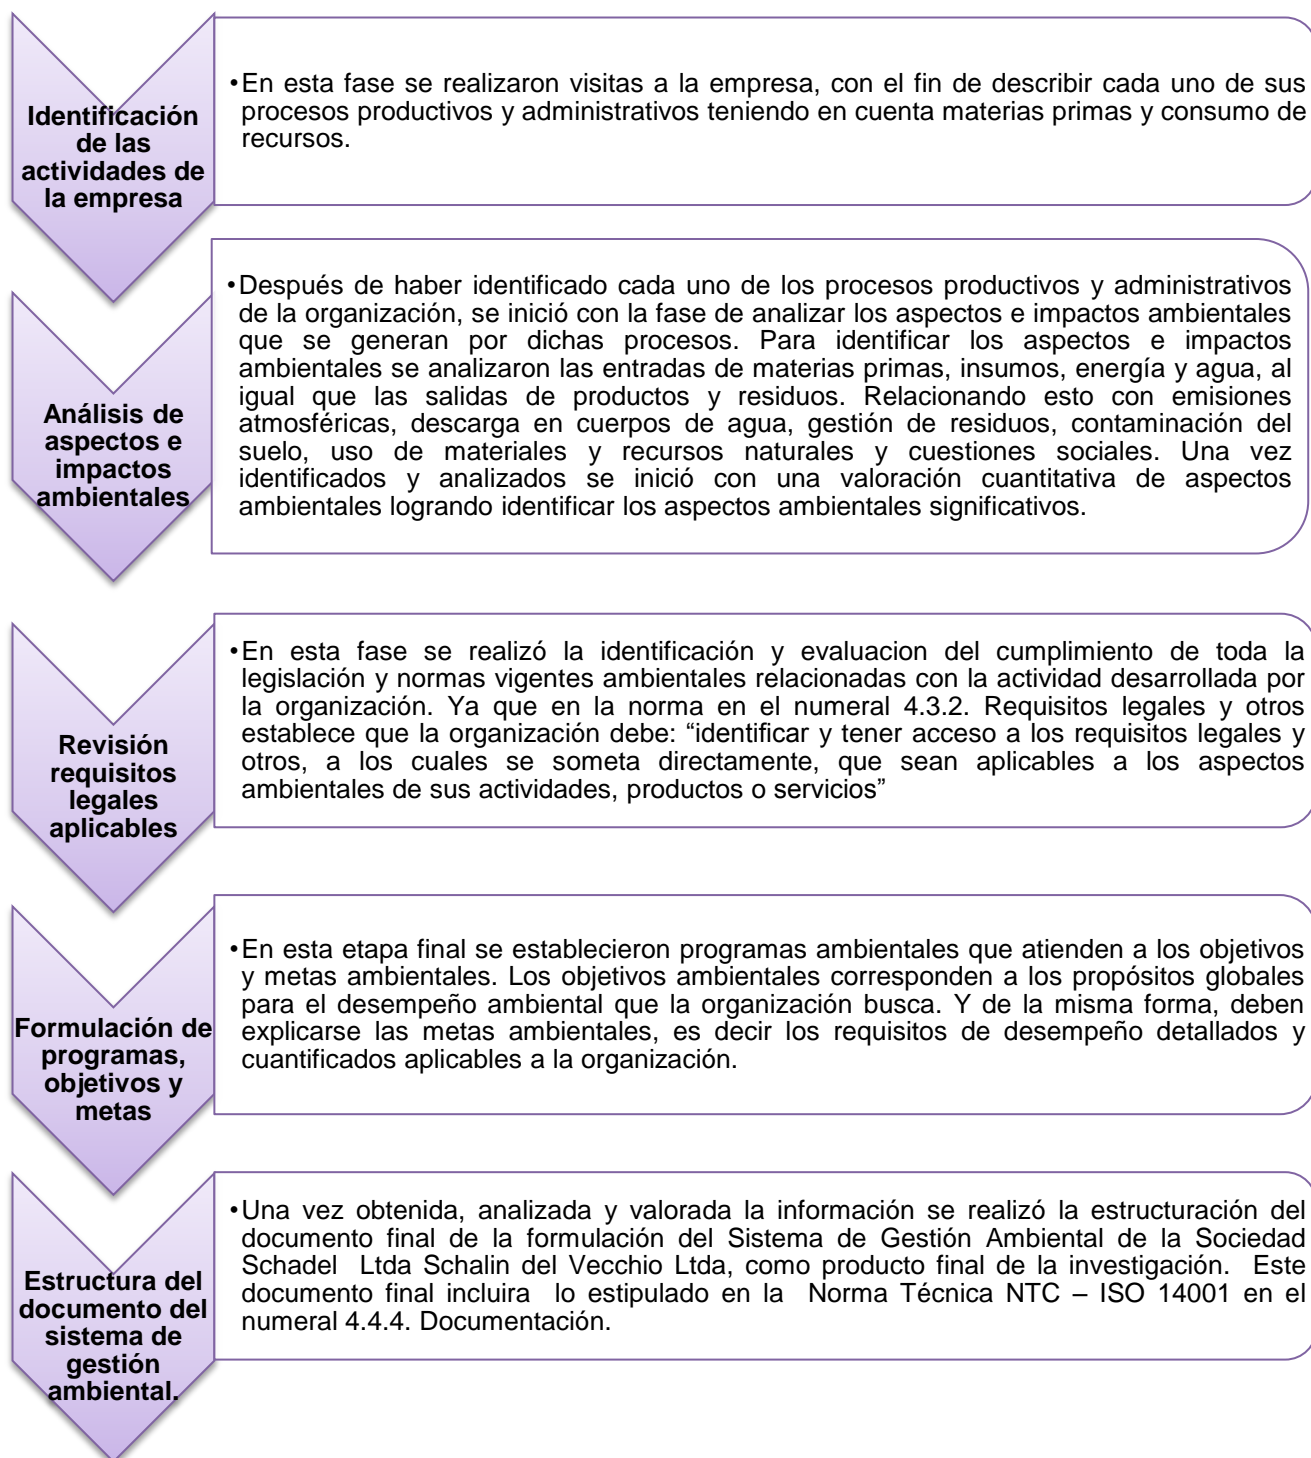 Identificación
de las
actividades de
la empresa
•En esta fase se realizaron visitas a la empresa, con el fin de describir cada uno de sus
procesos productivos y administrativos teniendo en cuenta materias primas y consumo de
recursos.
Análisis de
aspectos e
impactos
ambientales
•Después de haber identificado cada uno de los procesos productivos y administrativos
de la organización, se inició con la fase de analizar los aspectos e impactos ambientales
que se generan por dichas procesos. Para identificar los aspectos e impactos
ambientales se analizaron las entradas de materias primas, insumos, energía y agua, al
igual que las salidas de productos y residuos. Relacionando esto con emisiones
atmosféricas, descarga en cuerpos de agua, gestión de residuos, contaminación del
suelo, uso de materiales y recursos naturales y cuestiones sociales. Una vez
identificados y analizados se inició con una valoración cuantitativa de aspectos
ambientales logrando identificar los aspectos ambientales significativos.
Revisión
requisitos
legales
aplicables
•En esta fase se realizó la identificación y evaluacion del cumplimiento de toda la
legislación y normas vigentes ambientales relacionadas con la actividad desarrollada por
la organización. Ya que en la norma en el numeral 4.3.2. Requisitos legales y otros
establece que la organización debe: “identificar y tener acceso a los requisitos legales y
otros, a los cuales se someta directamente, que sean aplicables a los aspectos
ambientales de sus actividades, productos o servicios”
Formulación de
programas,
objetivos y
metas
•En esta etapa final se establecieron programas ambientales que atienden a los objetivos
y metas ambientales. Los objetivos ambientales corresponden a los propósitos globales
para el desempeño ambiental que la organización busca. Y de la misma forma, deben
explicarse las metas ambientales, es decir los requisitos de desempeño detallados y
cuantificados aplicables a la organización.
Estructura del
documento del
sistema de
gestión
ambiental.
•Una vez obtenida, analizada y valorada la información se realizó la estructuración del
documento final de la formulación del Sistema de Gestión Ambiental de la Sociedad
Schadel Ltda Schalin del Vecchio Ltda, como producto final de la investigación. Este
documento final incluira lo estipulado en la Norma Técnica NTC – ISO 14001 en el
numeral 4.4.4. Documentación.